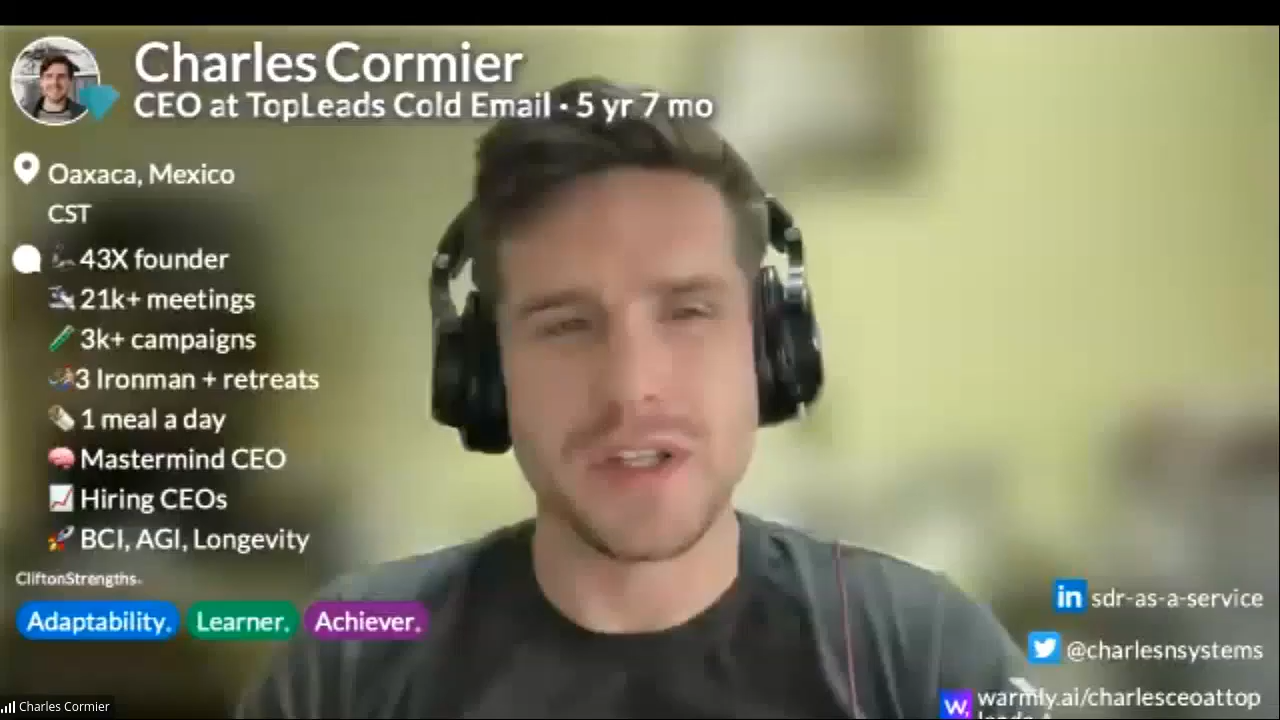 Charles Cormier
CEO at TopLeads Cold Email · 5 yr 7 mo
Oaxaca, Mexico
CST
43X founder
21k+ meetings
3k+ campaigns
3 Ironman + retreats
1 meal a day
Mastermind CEO
Hiring CEOs
BCI, AGI, Longevity
CliftonStrengths.
Adaptability. Learner. Achiever.
in sdr-as-a-service
@charlesnsystems
W. warmly.ai/charlesceoattop
Charles Cormier